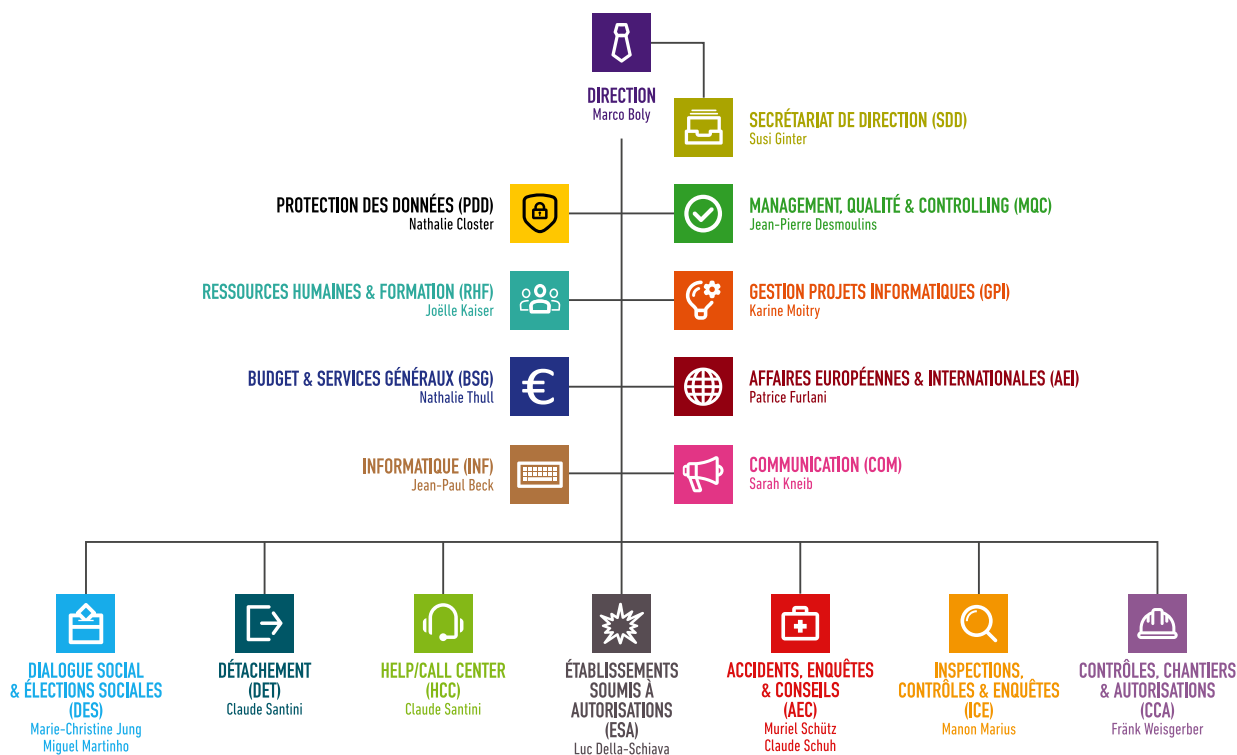 DIRECTION
Marco Boly
SECRÉTARIAT DE DIRECTION (SDD)
Susi Ginter
PROTECTION DES DONNÉES (PDD)
Nathalie Closter
MANAGEMENT, QUALITÉ & CONTROLLING (MQC)
Jean-Pierre Desmoulins
RESSOURCES HUMAINES & FORMATION (RHF)
Joëlle Kaiser
GESTION PROJETS INFORMATIQUES (GPI)
Karine Moitry
BUDGET & SERVICES GÉNÉRAUX (BSG)
Nathalie Thull
€
AFFAIRES EUROPÉENNES & INTERNATIONALES (AEI)
Patrice Furlani
INFORMATIQUE (INF)
Jean-Paul Beck
COMMUNICATION (COM)
Sarah Kneib
DIALOGUE SOCIAL
& ÉLECTIONS SOCIALES
(DES)
Marie-Christine Jung
Miguel Martinho
DÉTACHEMENT
(DET)
Claude Santini
HELP/CALL CENTER
(HCC)
Claude Santini
ÉTABLISSEMENTS
SOUMIS À
AUTORISATIONS
(ESA)
Luc Della-Schiava
ACCIDENTS, ENQUÊTES
& CONSEILS
(AEC)
Muriel Schütz
Claude Schuh
INSPECTIONS,
CONTRÔLES & ENQUÊTES
(ICE)
Manon Marius
CONTRÔLES, CHANTIERS
& AUTORISATIONS
(CCA)
Fränk Weisgerber